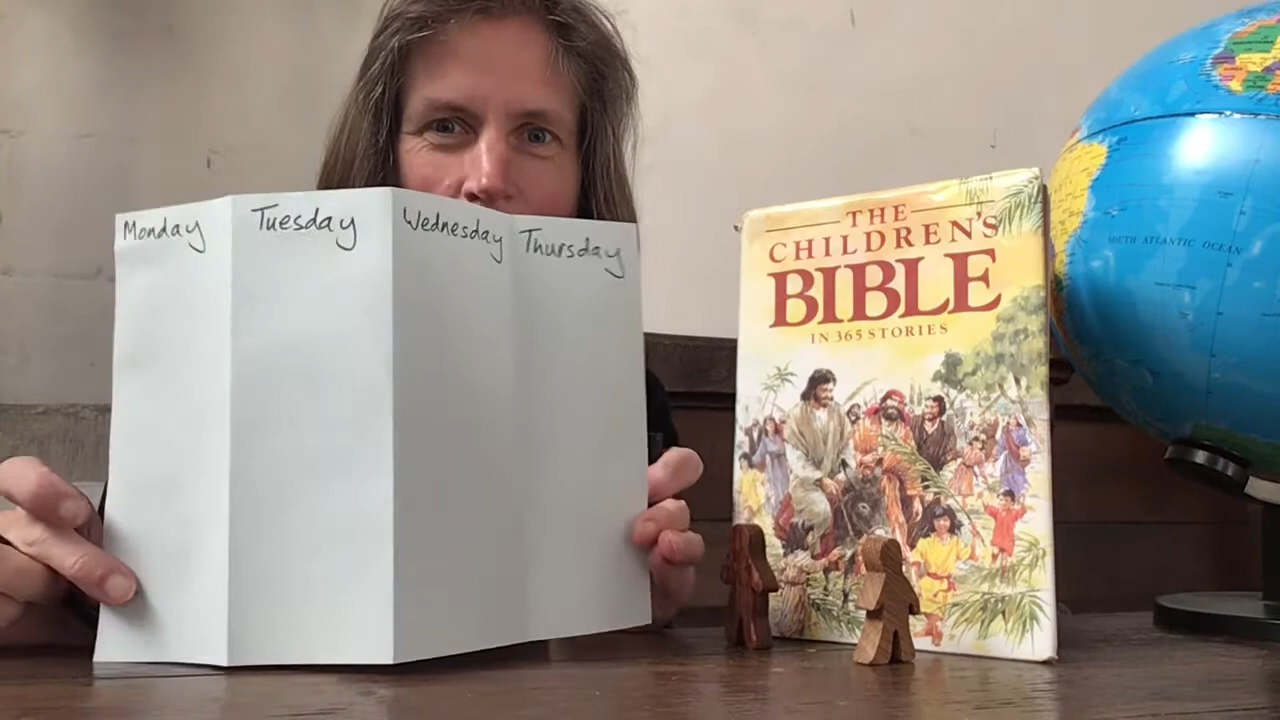 Monday
Tuesday
Wednesday
Thursday
THE
CHILDREN'S
BIBLE
IN 365 STORIES
SOUTH ATLANTIC OCEAN